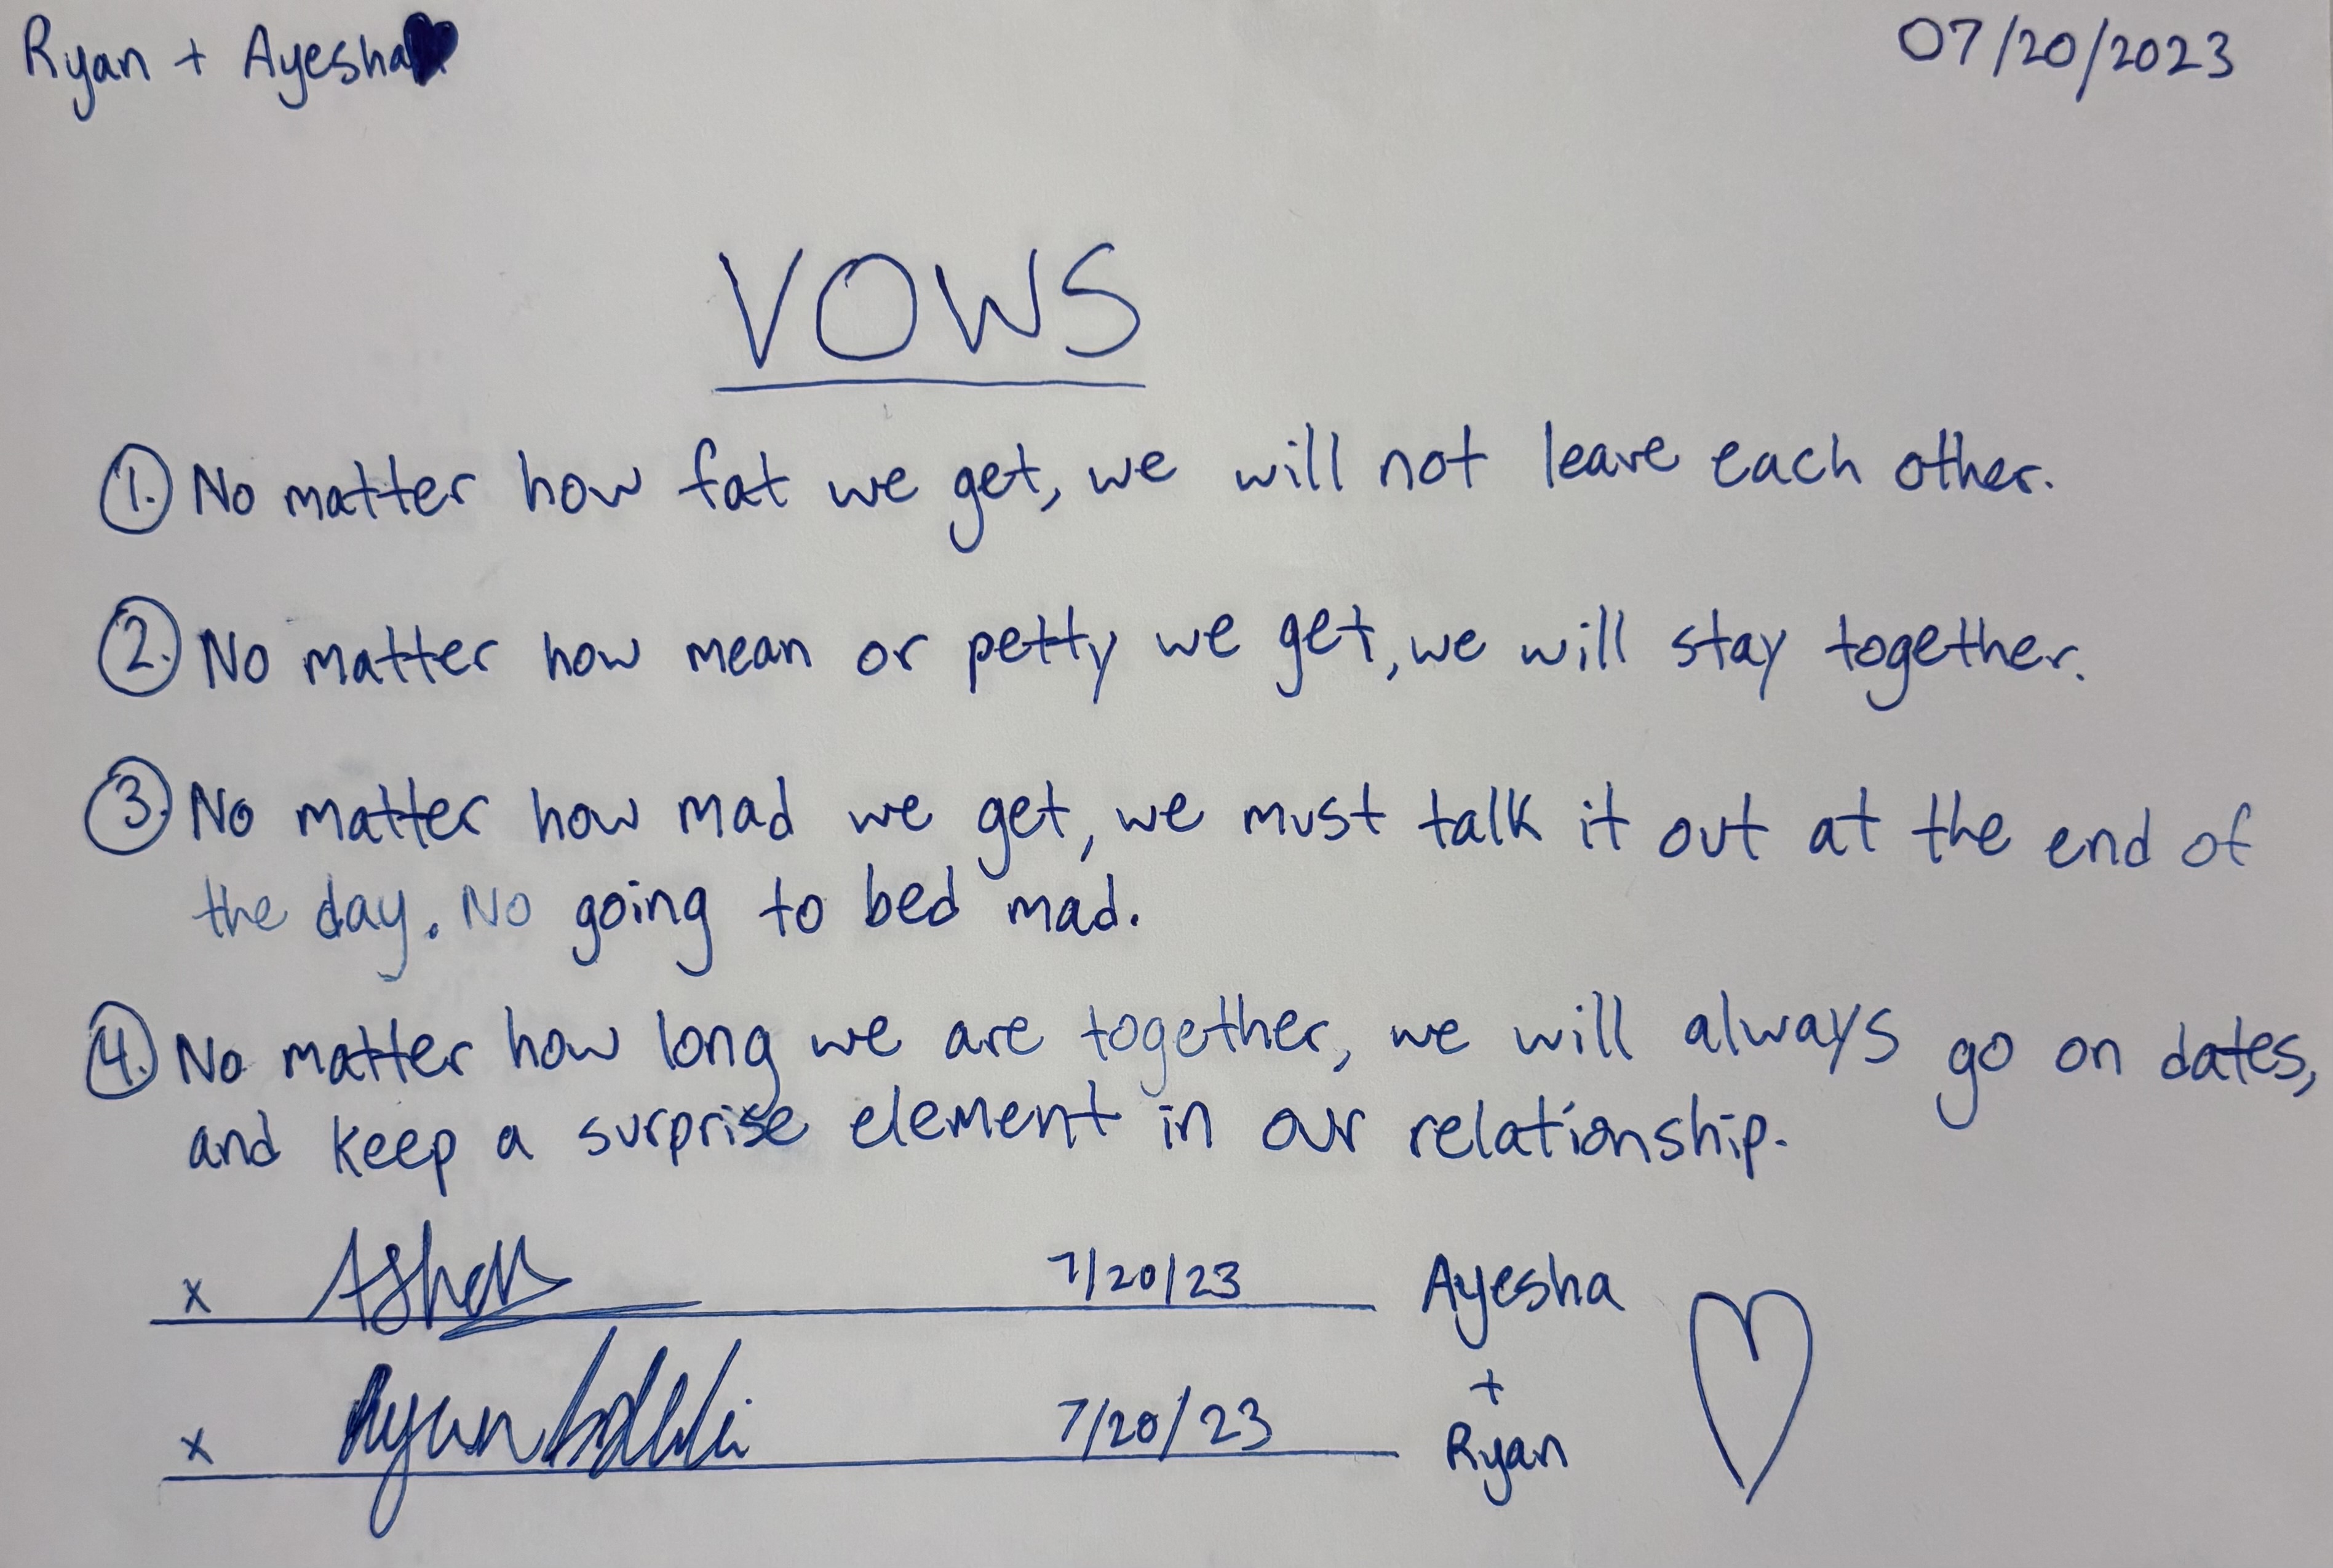 Ryan + Ayesha
07/20/2023
VOWS
1. No matter how fat we get, we will not leave each other.
2. No matter how mean or petty we get, we will stay together.
3. No matter how mad we get, we must talk it out at the end of
the day. No going to bed mad.
4. No matter how long we are together, we will always go on dates,
and keep a surprise element in our relationship.
x 7/20/23 Ayesha
+
x Ryan 7/20/23 Ryan